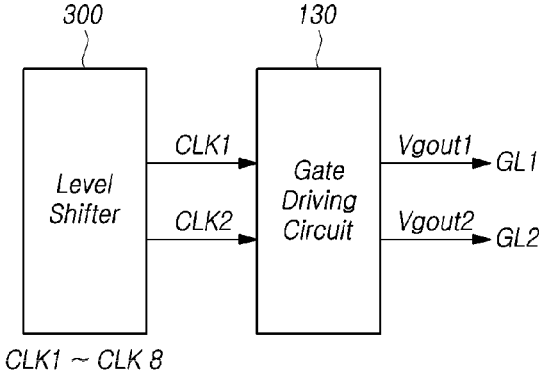 300
130
Level
Shifter
CLK1
CLK2
Gate
Driving
Circuit
Vgout1
GL1
Vgout2
GL2
CLK1 ~ CLK 8